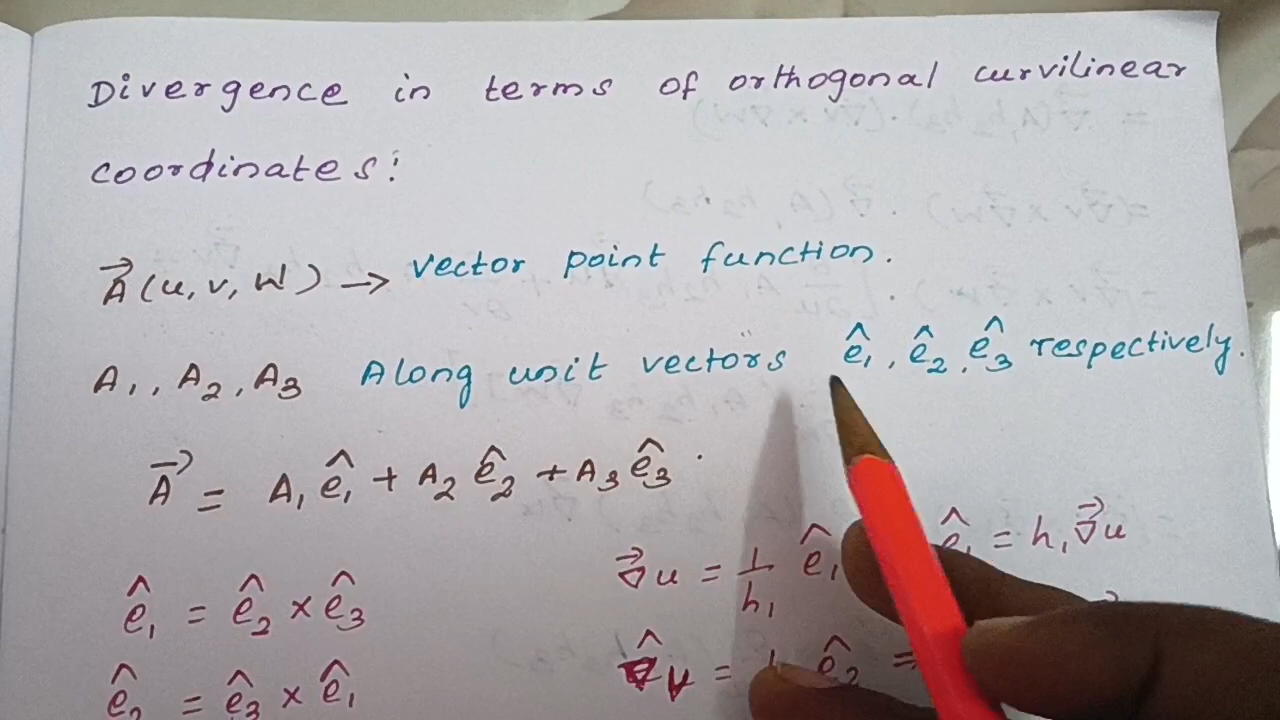 Divergence in terms of orthogonal curvilinear
coordinates:
A⃗(u, v, w) → vector point function.
A₁, A₂, A₃ Along unit vectors ê₁, ê₂, ê₃ respectively.
A⃗ = A₁ê₁ + A₂ê₂ + A₃ê₃.
∇⃗u = 1/h₁ ê₁ ê₁ = h₁∇⃗u
ê₁ = ê₂ × ê₃
v = ê₂ ⇒
ê₂ = ê₃ × ê₁